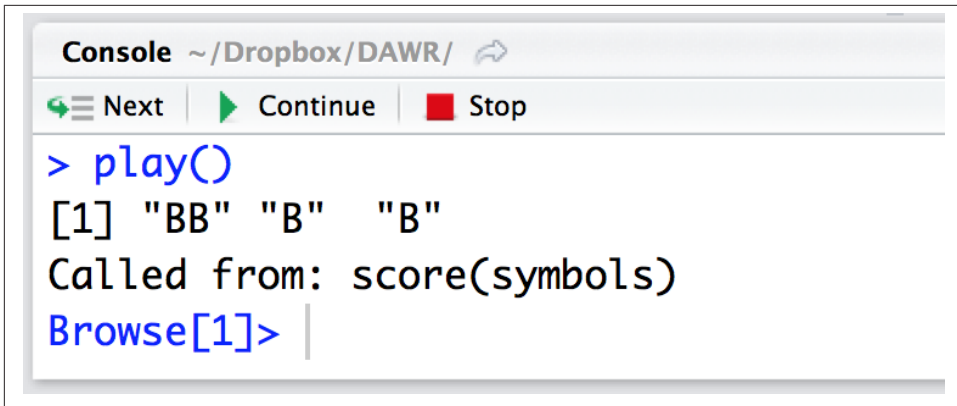 Console ~/Dropbox/DAWR/
Next Continue Stop
> play()
[1] "BB" "B"  "B"
Called from: score(symbols)
Browse[1]>